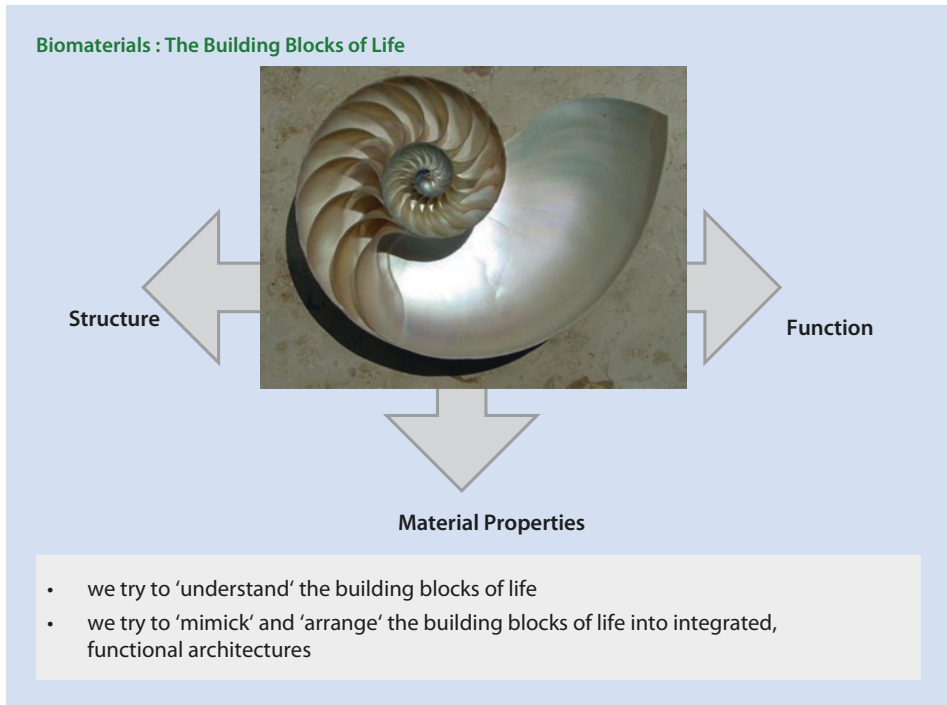 Biomaterials : The Building Blocks of Life
Structure
Function
Material Properties
• we try to ‘understand‘ the building blocks of life
• we try to ‘mimick‘ and ‘arrange‘ the building blocks of life into integrated,
functional architectures